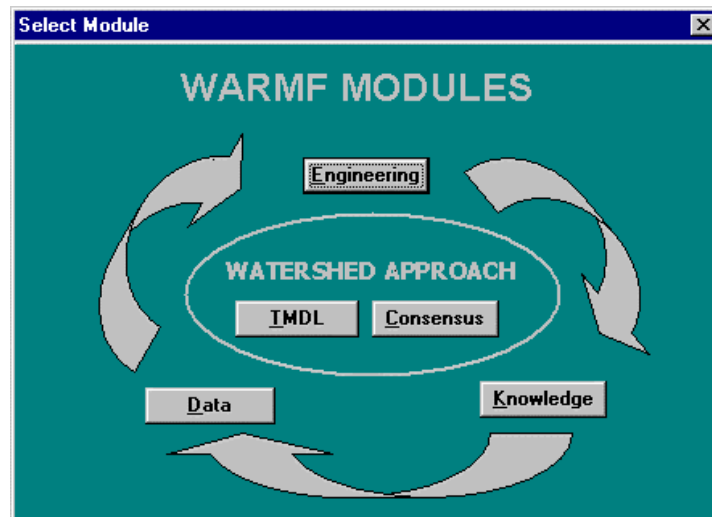 Select Module
WARMF MODULES
Engineering
WATERSHED APPROACH
TMDL Consensus
Data Knowledge